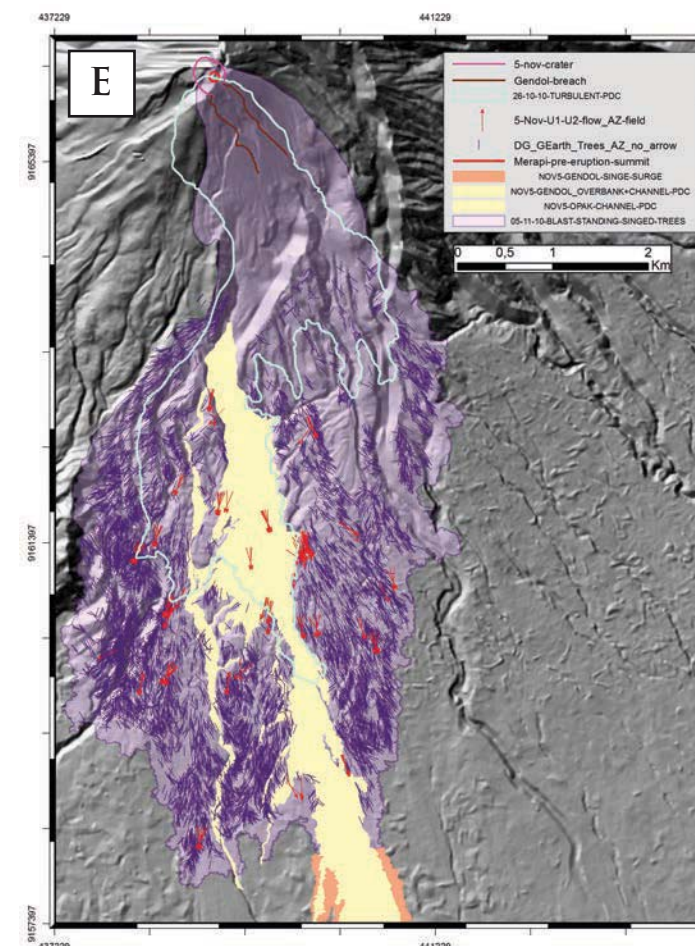 437229 441229
E
5-nov-crater
Gendol-breach
26-10-10-TURBULENT-PDC
5-Nov-U1-U2-flow_AZ-field
DG_GEarth_Trees_AZ_no_arrow
Merapi-pre-eruption-summit
NOV5-GENDOL-SINGE-SURGE
NOV5-GENDOL_OVERBANK+CHANNEL-PDC
NOV5-OPAK-CHANNEL-PDC
05-11-10-BLAST-STANDING-SINGED-TREES
0 0,5 1 2
Km
9165397
9161397
9157397
437229 441229